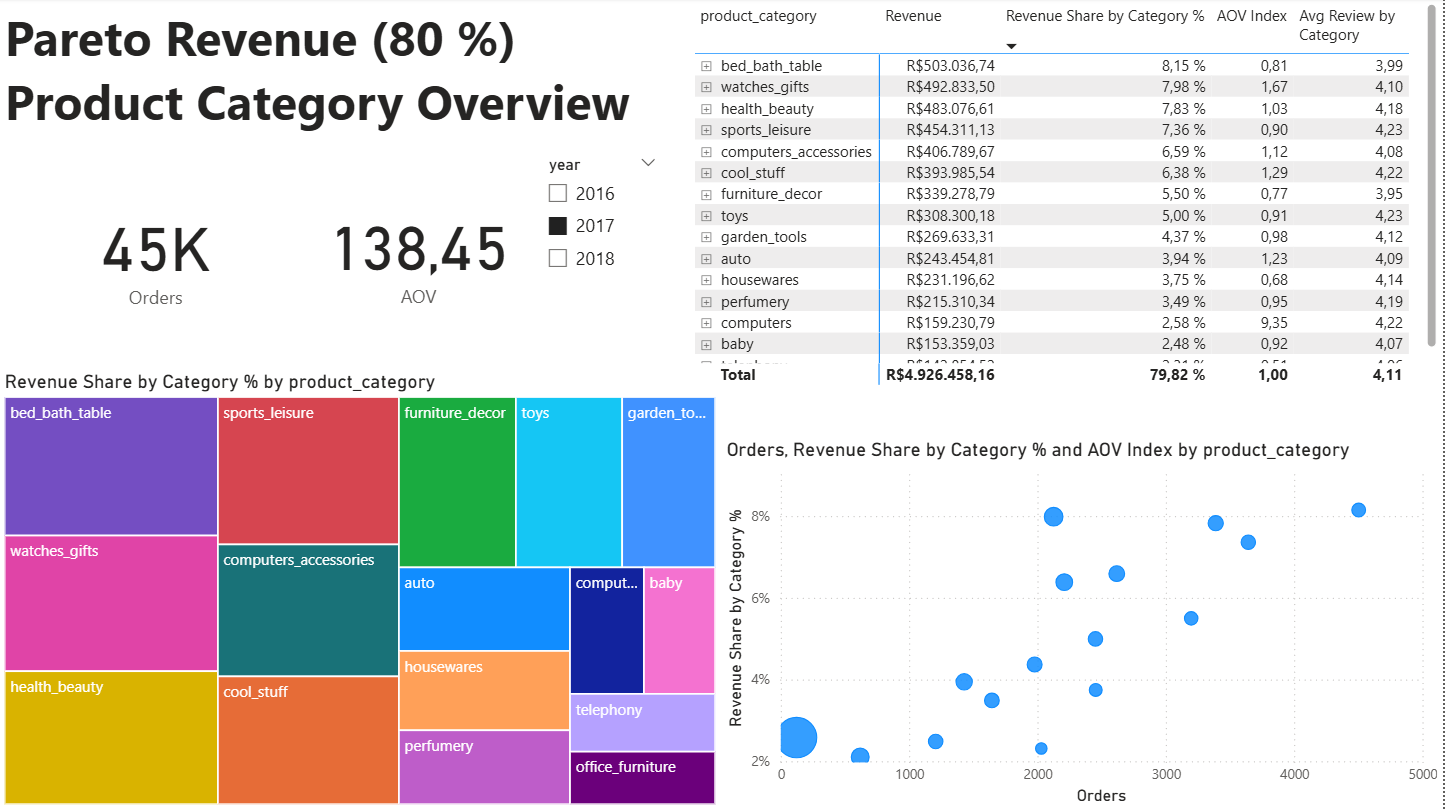 Pareto Revenue (80 %)
Product Category Overview
year
2016
2017
2018
45K
Orders
138,45
AOV
product_category Revenue Revenue Share by Category % AOV Index Avg Review by Category
bed_bath_table R$503.036,74 8,15 % 0,81 3,99
watches_gifts R$492.833,50 7,98 % 1,67 4,10
health_beauty R$483.076,61 7,83 % 1,03 4,18
sports_leisure R$454.311,13 7,36 % 0,90 4,23
computers_accessories R$406.789,67 6,59 % 1,12 4,08
cool_stuff R$393.985,54 6,38 % 1,29 4,22
furniture_decor R$339.278,79 5,50 % 0,77 3,95
toys R$308.300,18 5,00 % 0,91 4,23
garden_tools R$269.633,31 4,37 % 0,98 4,12
auto R$243.454,81 3,94 % 1,23 4,09
housewares R$231.196,62 3,75 % 0,68 4,14
perfumery R$215.310,34 3,49 % 0,95 4,19
computers R$159.230,79 2,58 % 9,35 4,22
baby R$153.359,03 2,48 % 0,92 4,07
Total R$4.926.458,16 79,82 % 1,00 4,11
Revenue Share by Category % by product_category
bed_bath_table
sports_leisure
furniture_decor
toys
garden_to...
watches_gifts
computers_accessories
auto
comput...
baby
housewares
health_beauty
cool_stuff
telephony
perfumery
office_furniture
Orders, Revenue Share by Category % and AOV Index by product_category
Revenue Share by Category %
8%
6%
4%
2%
0 1000 2000 3000 4000 5000
Orders